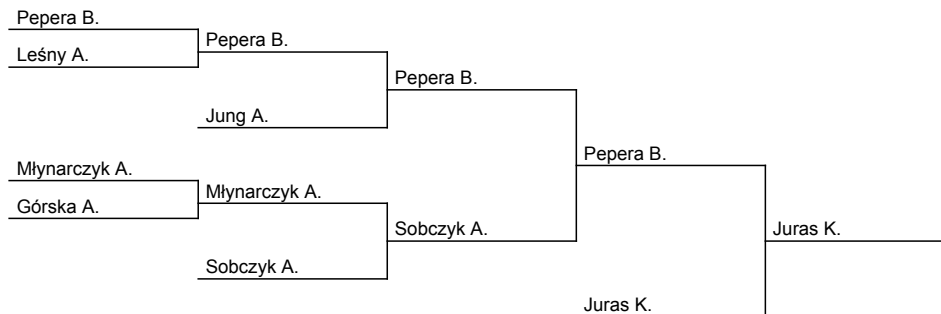 Pepera B.
Leśny A.
Pepera B.
Pepera B.
Jung A.
Pepera B.
Młynarczyk A.
Górska A.
Młynarczyk A.
Sobczyk A.
Juras K.
Sobczyk A.
Juras K.